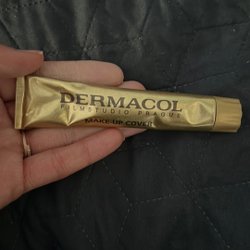 DERMACOL
FILMSTUDIO PRAGUE
MAKE-UP COVER